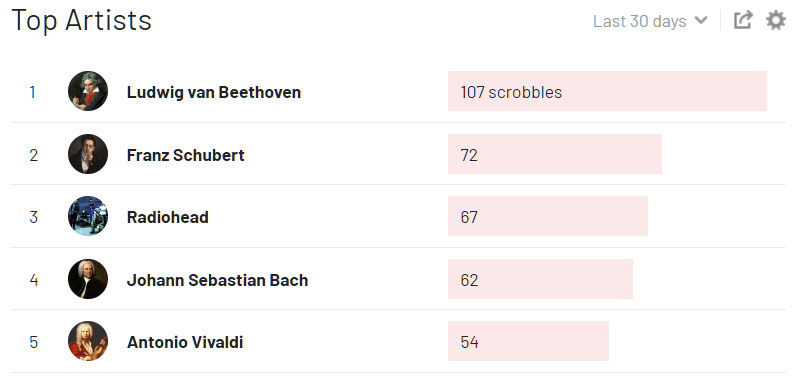 Top Artists
Last 30 days
1 Ludwig van Beethoven 107 scrobbles
2 Franz Schubert 72
3 Radiohead 67
4 Johann Sebastian Bach 62
5 Antonio Vivaldi 54